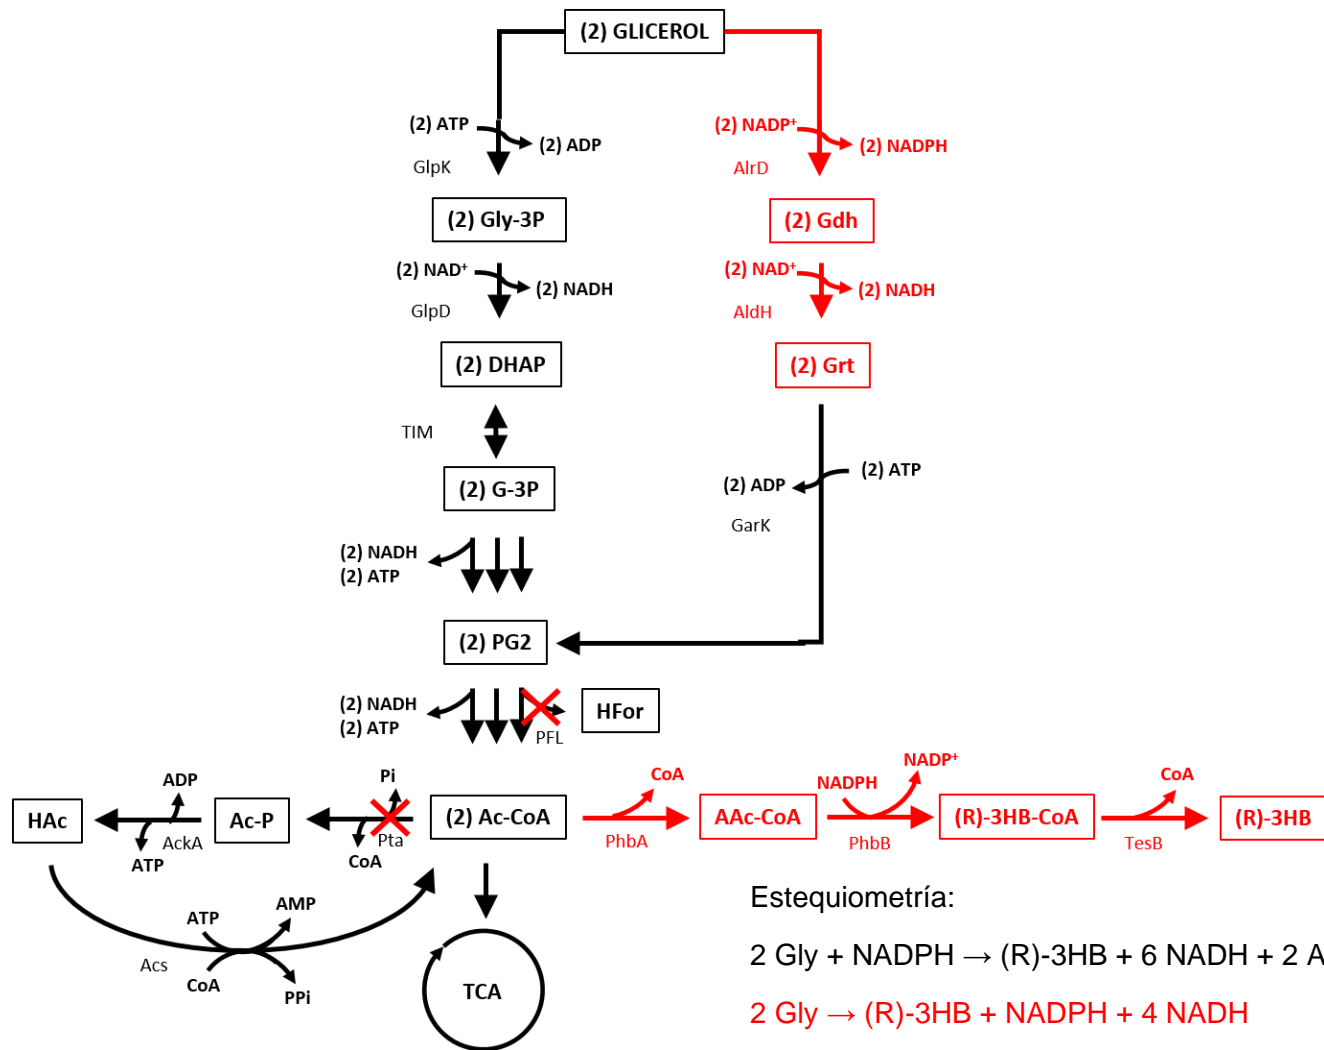 (2) GLICEROL
(2) ATP
(2) ADP
GlpK
(2) NADP⁺
(2) NADPH
AlrD
(2) Gly-3P
(2) Gdh
(2) NAD⁺
(2) NADH
GlpD
(2) NAD⁺
(2) NADH
AldH
(2) DHAP
(2) Grt
TIM
(2) G-3P
(2) ADP
(2) ATP
GarK
(2) NADH
(2) ATP
(2) PG2
(2) NADH
(2) ATP
PFL
HFor
HAc
ADP
ATP
AckA
Ac-P
Pi
CoA
Pta
(2) Ac-CoA
CoA
PhbA
AAc-CoA
NADPH
NADP⁺
PhbB
(R)-3HB-CoA
CoA
TesB
(R)-3HB
ATP
AMP
Acs
CoA
PPi
TCA
Estequiometría:
2 Gly + NADPH → (R)-3HB + 6 NADH + 2 A
2 Gly → (R)-3HB + NADPH + 4 NADH